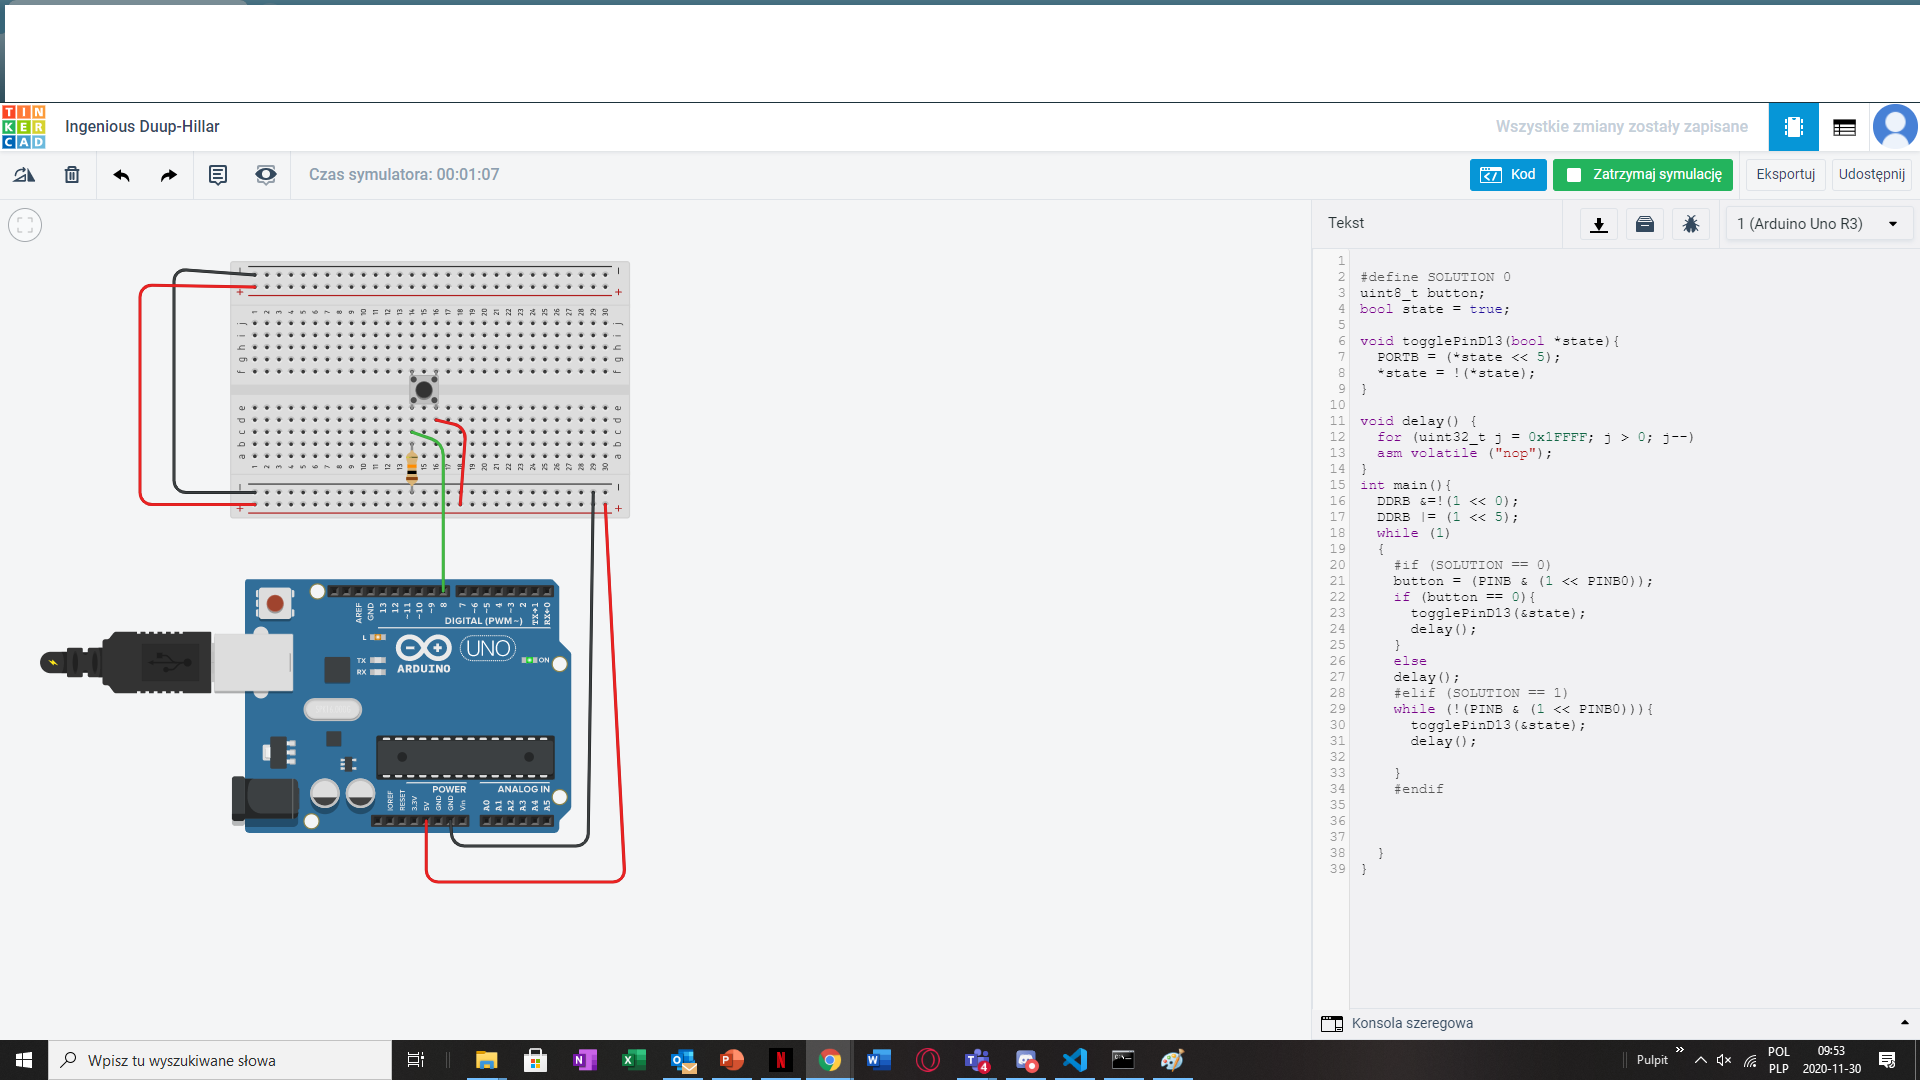 TINKERCAD
Ingenious Duup-Hillar
Wszystkie zmiany zostały zapisane
Czas symulatora: 00:01:07
Kod
Zatrzymaj symulację
Eksportuj
Udostępnij
Tekst
1 (Arduino Uno R3)
1
2 #define SOLUTION 0
3 uint8_t button;
4 bool state = true;
5
6 void togglePinD13(bool *state){
7 PORTB = (*state << 5);
8 *state = !(*state);
9 }
10
11 void delay() {
12 for (uint32_t j = 0x1FFFF; j > 0; j--)
13 asm volatile ("nop");
14 }
15 int main(){
16 DDRB &=!(1 << 0);
17 DDRB |= (1 << 5);
18 while (1)
19 {
20 #if (SOLUTION == 0)
21 button = (PINB & (1 << PINB0));
22 if (button == 0){
23 togglePinD13(&state);
24 delay();
25 }
26 else
27 delay();
28 #elif (SOLUTION == 1)
29 while (!(PINB & (1 << PINB0))){
30 togglePinD13(&state);
31 delay();
32
33 }
34 #endif
35
36
37
38 }
39 }
AREF GND 13 12 ~11 ~10 ~9 8 7 ~6 ~5 4 ~3 2 TX→1 RX←0
DIGITAL (PWM~)
L
TX
RX
ARDUINO
UNO
ON
POWER
ANALOG IN
IOREF RESET 3.3V 5V GND GND Vin A0 A1 A2 A3 A4 A5
Konsola szeregowa
Wpisz tu wyszukiwane słowa
4
Pulpit
POL
PLP
09:53
2020-11-30